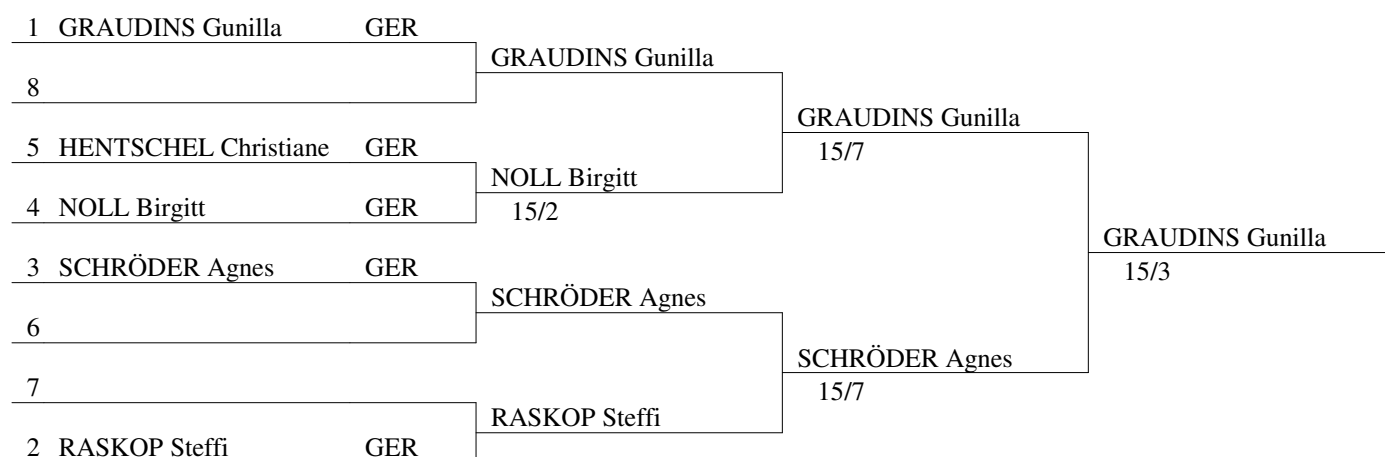 1 GRAUDINS Gunilla GER
GRAUDINS Gunilla
8
GRAUDINS Gunilla
5 HENTSCHEL Christiane GER
15/7
NOLL Birgitt
4 NOLL Birgitt GER
15/2
GRAUDINS Gunilla
3 SCHRÖDER Agnes GER
15/3
SCHRÖDER Agnes
6
SCHRÖDER Agnes
7
15/7
RASKOP Steffi
2 RASKOP Steffi GER